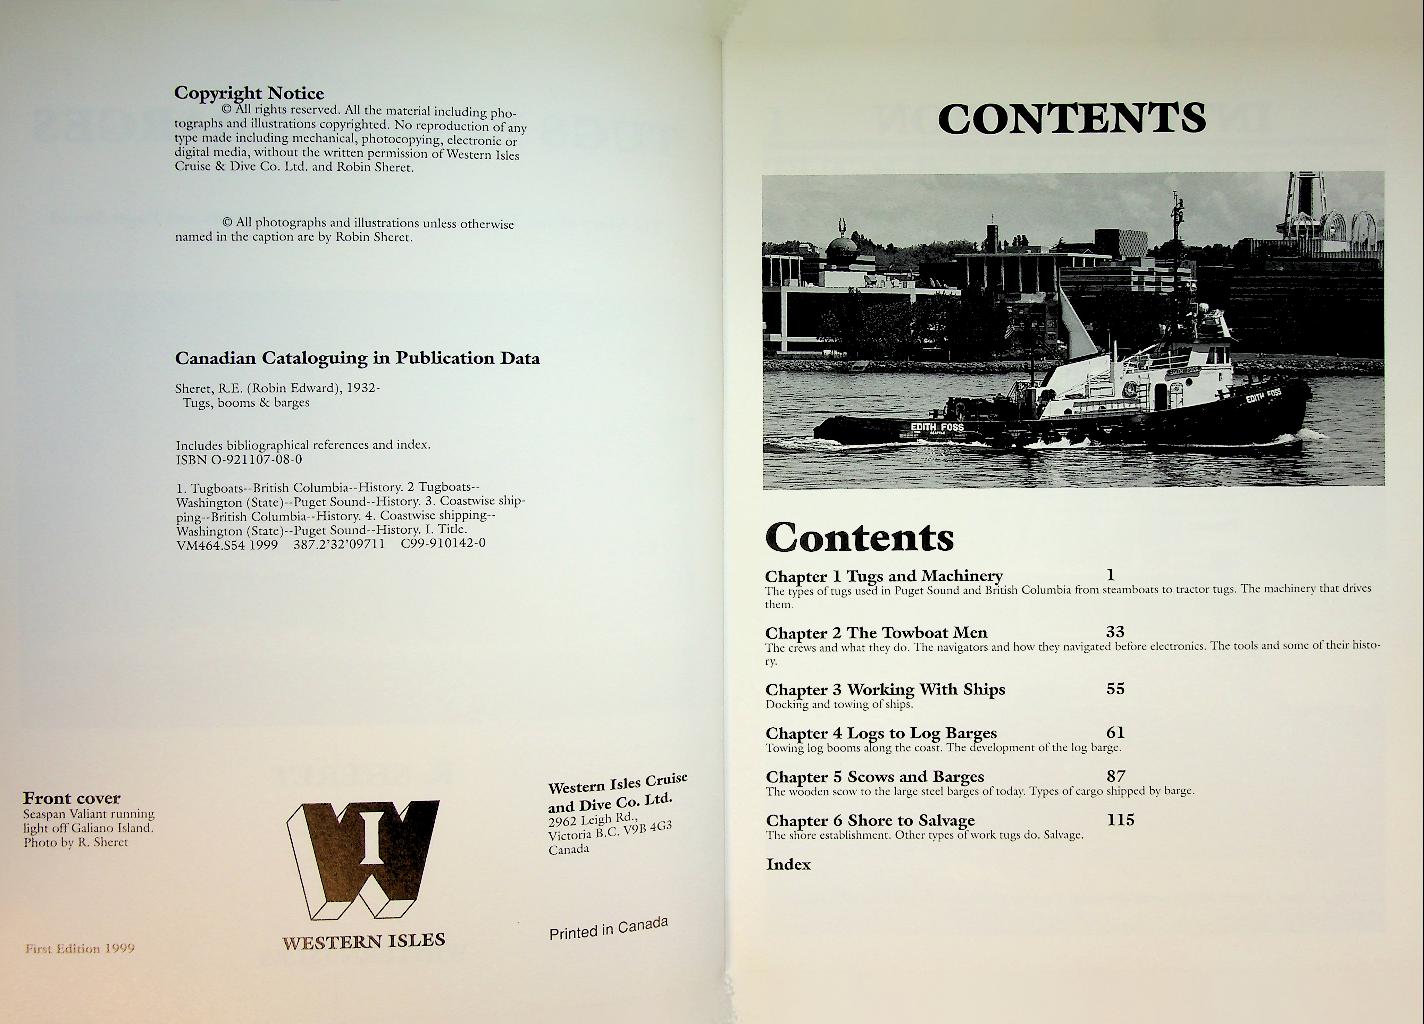 Copyright Notice
© All rights reserved. All the material including pho-
tographs and illustrations copyrighted. No reproduction of any
type made including mechanical, photocopying, electronic or
digital media, without the written permission of Western Isles
Cruise & Dive Co. Ltd. and Robin Sheret.
© All photographs and illustrations unless otherwise
named in the caption are by Robin Sheret.
Canadian Cataloguing in Publication Data
Sheret, R.E. (Robin Edward), 1932-
Tugs, booms & barges
Includes bibliographical references and index.
ISBN O-921107-08-0
1. Tugboats--British Columbia--History. 2 Tugboats--
Washington (State)--Puget Sound--History. 3. Coastwise ship-
ping--British Columbia--History. 4. Coastwise shipping--
Washington (State)--Puget Sound--History. I. Title.
VM464.S54 1999 387.2'32'09711 C99-910142-0
Front cover
Seaspan Valiant running
light off Galiano Island.
Photo by R. Sheret
First Edition 1999
WI
WESTERN ISLES
Western Isles Cruise
and Dive Co. Ltd.
2962 Leigh Rd.,
Victoria B.C. V9B 4G3
Canada
Printed in Canada
CONTENTS
EDITH FOSS
SEATTLE
EDITH FOSS
Contents
Chapter 1 Tugs and Machinery 1
The types of tugs used in Puget Sound and British Columbia from steamboats to tractor tugs. The machinery that drives
them.
Chapter 2 The Towboat Men 33
The crews and what they do. The navigators and how they navigated before electronics. The tools and some of their histo-
ry.
Chapter 3 Working With Ships 55
Docking and towing of ships.
Chapter 4 Logs to Log Barges 61
Towing log booms along the coast. The development of the log barge.
Chapter 5 Scows and Barges 87
The wooden scow to the large steel barges of today. Types of cargo shipped by barge.
Chapter 6 Shore to Salvage 115
The shore establishment. Other types of work tugs do. Salvage.
Index